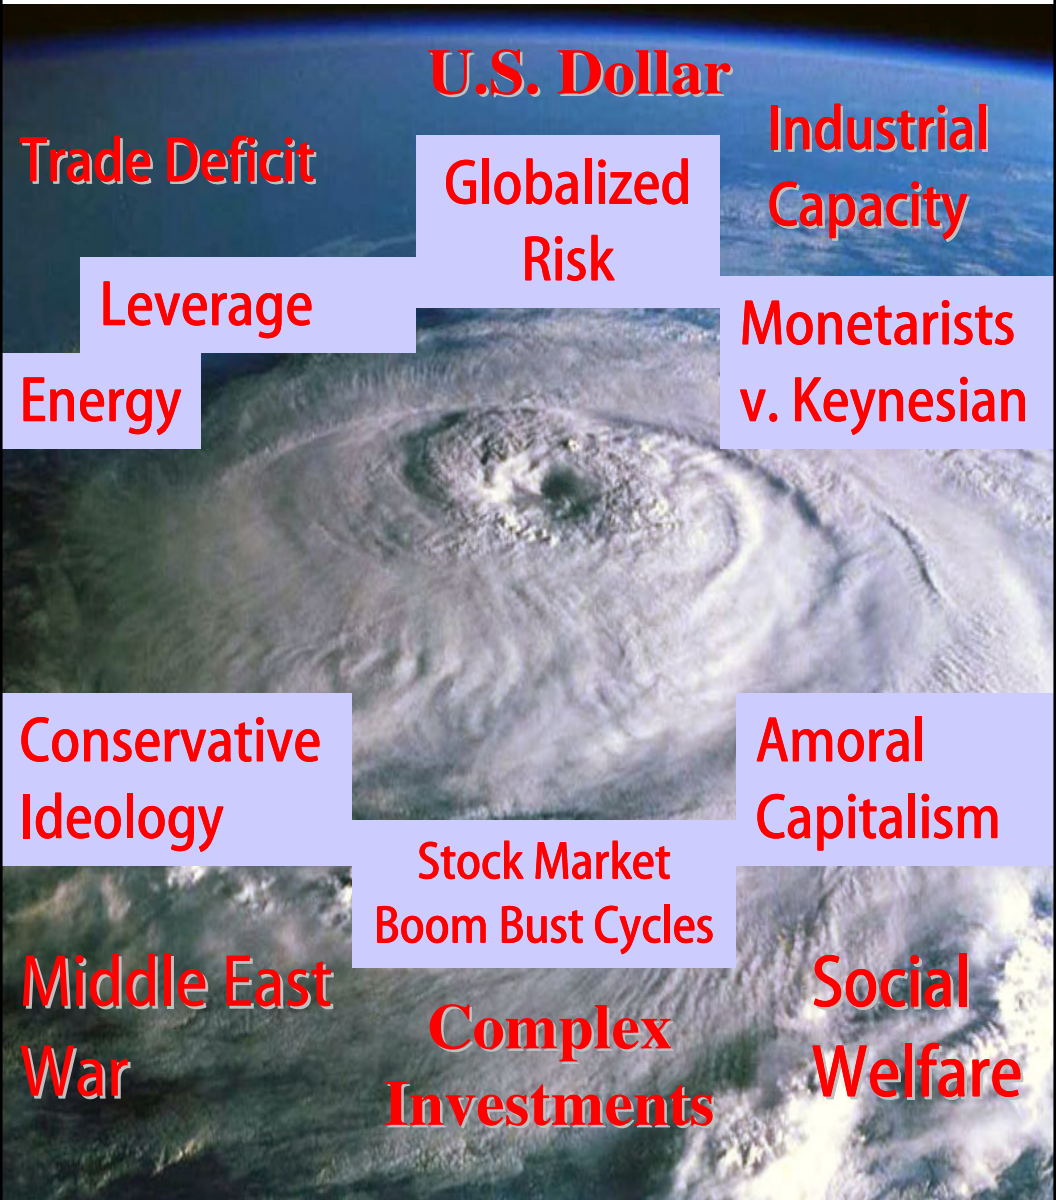 U.S. Dollar
Trade Deficit
Industrial
Capacity
Globalized
Risk
Leverage
Monetarists
v. Keynesian
Energy
Conservative
Ideology
Amoral
Capitalism
Stock Market
Boom Bust Cycles
Middle East
War
Social
Welfare
Complex
Investments